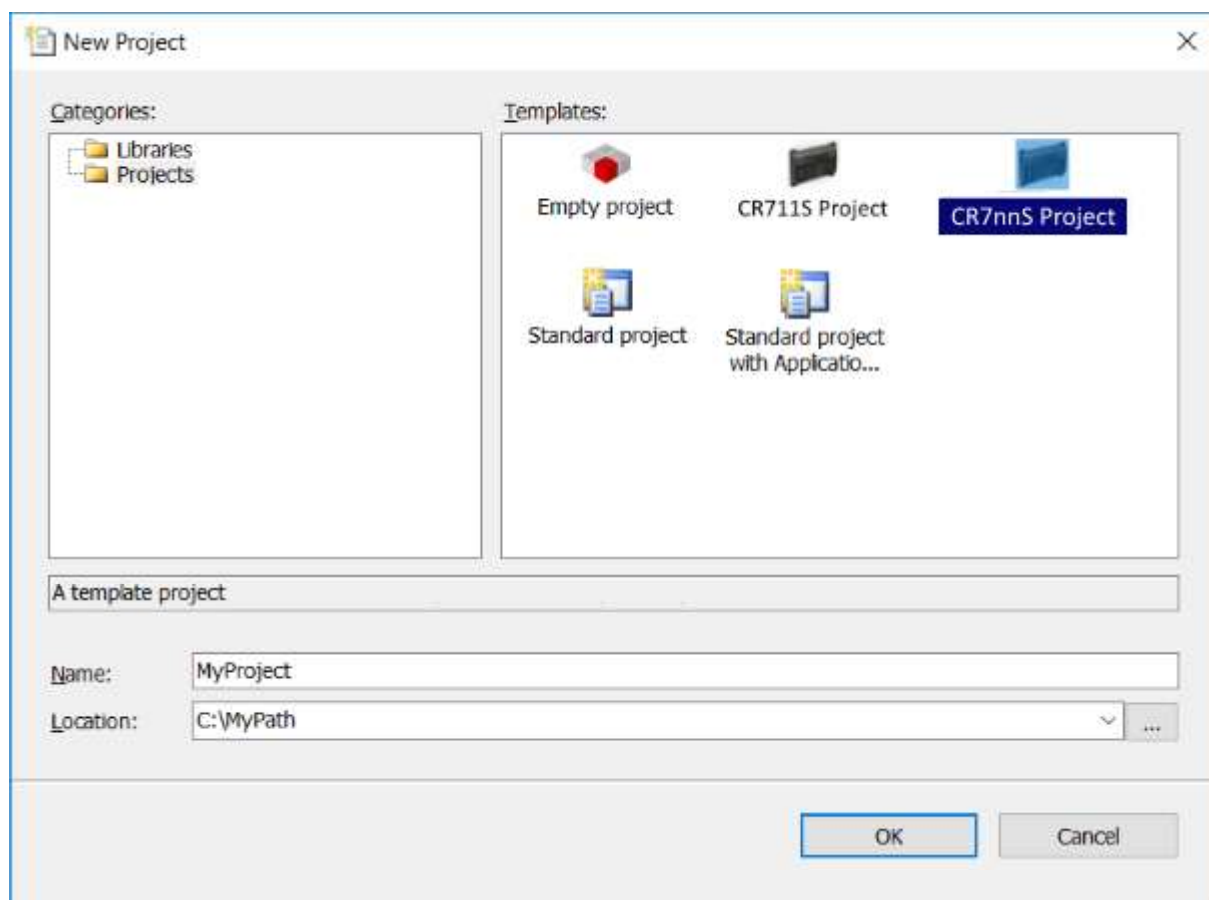 New Project
Categories:
Templates:
Libraries
Projects
Empty project
CR711S Project
CR7nnS Project
Standard project
Standard project
with Applicatio...
A template project
Name:
MyProject
Location:
C:\MyPath
...
OK
Cancel